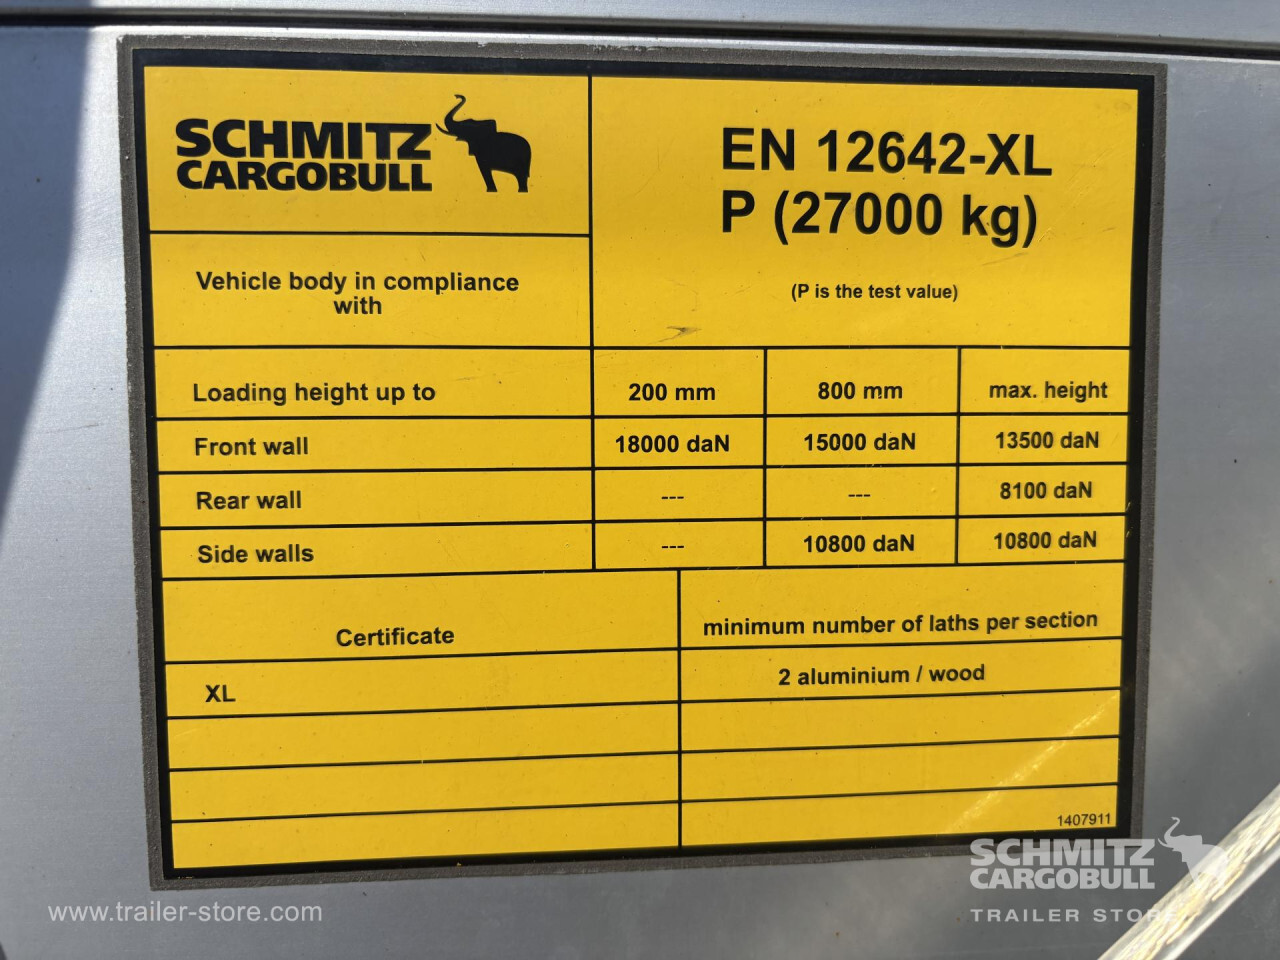 SCHMITZ
CARGOBULL
EN 12642-XL
P (27000 kg)
(P is the test value)
Vehicle body in compliance
with
Loading height up to 200 mm 800 mm max. height
Front wall 18000 daN 15000 daN 13500 daN
Rear wall --- --- 8100 daN
Side walls --- 10800 daN 10800 daN
Certificate minimum number of laths per section
XL 2 aluminium / wood
1407911
SCHMITZ
CARGOBULL
TRAILER STORE
www.trailer-store.com